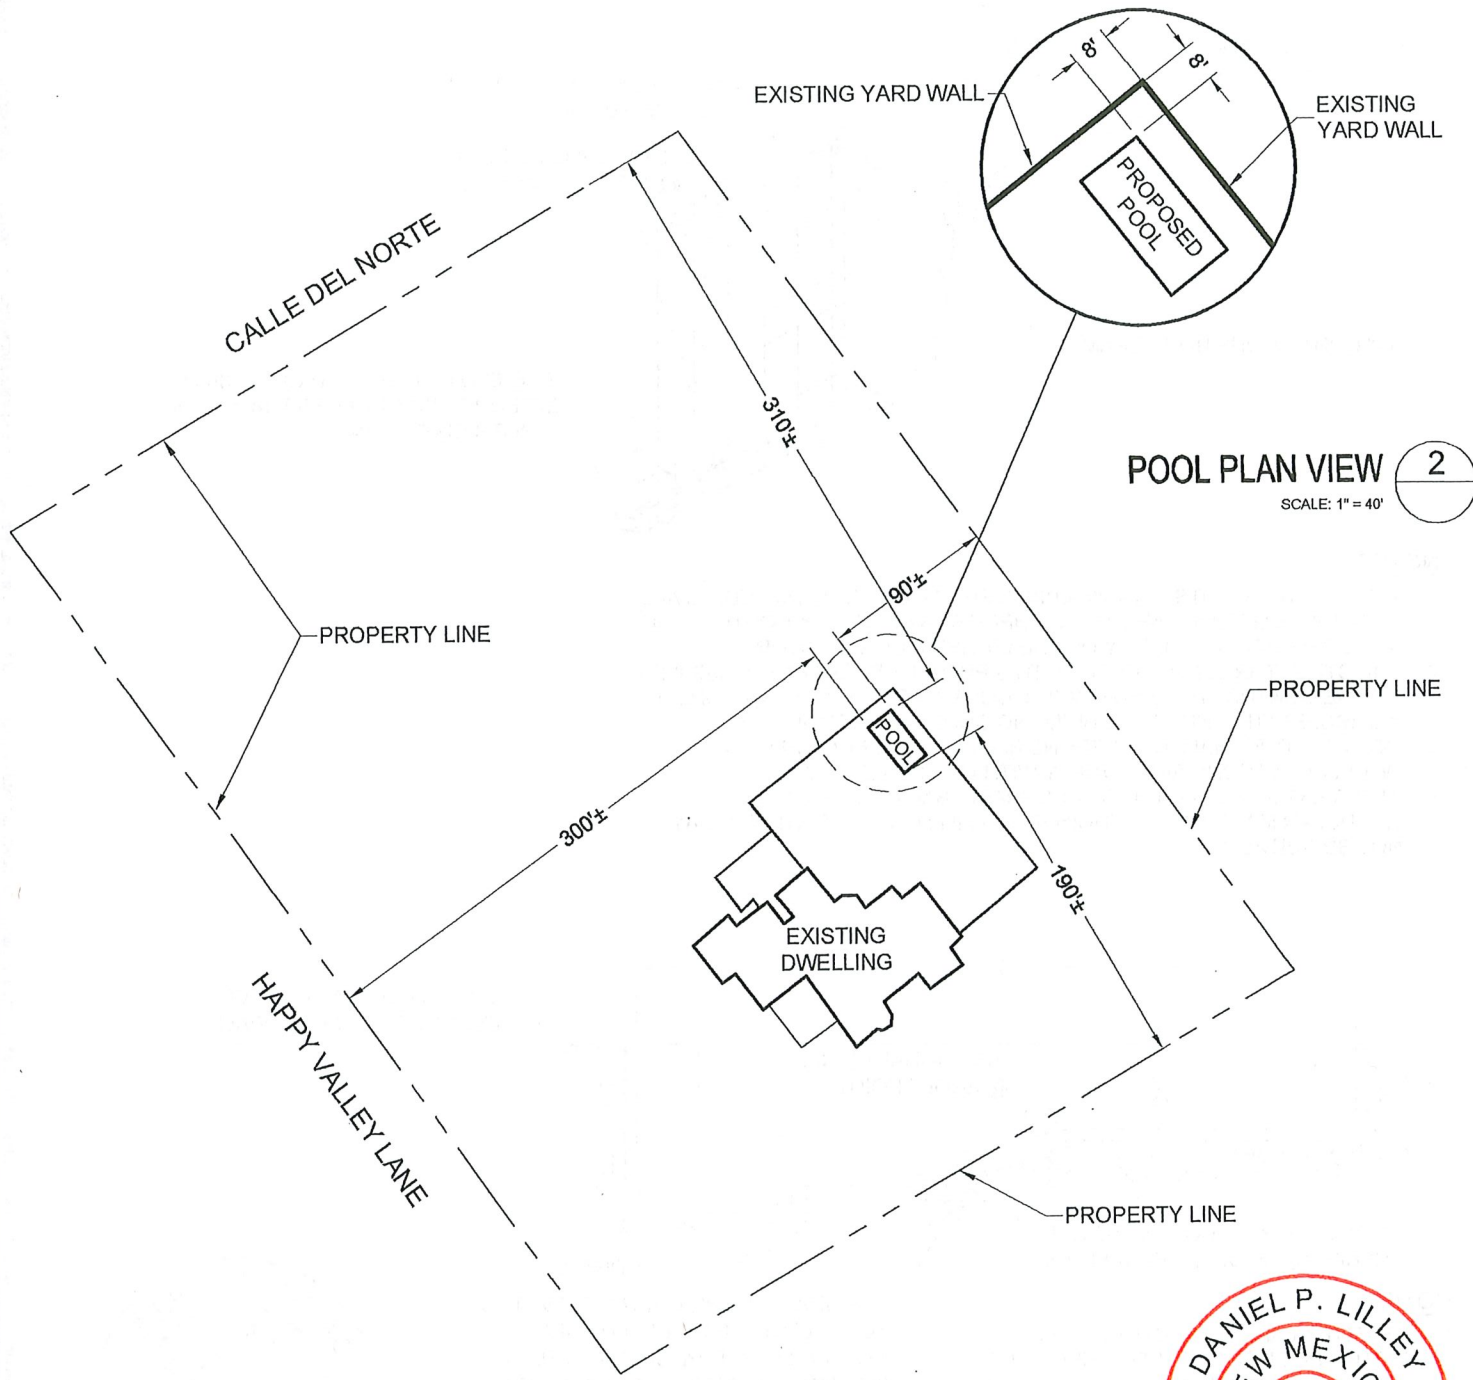 8'
8'
EXISTING YARD WALL
EXISTING
YARD WALL
PROPOSED
POOL
CALLE DEL NORTE
310'±
POOL PLAN VIEW
2
SCALE: 1" = 40'
90'±
PROPERTY LINE
PROPERTY LINE
POOL
300'±
190'±
EXISTING
DWELLING
HAPPY VALLEY LANE
PROPERTY LINE
DANIEL P. LILLEY